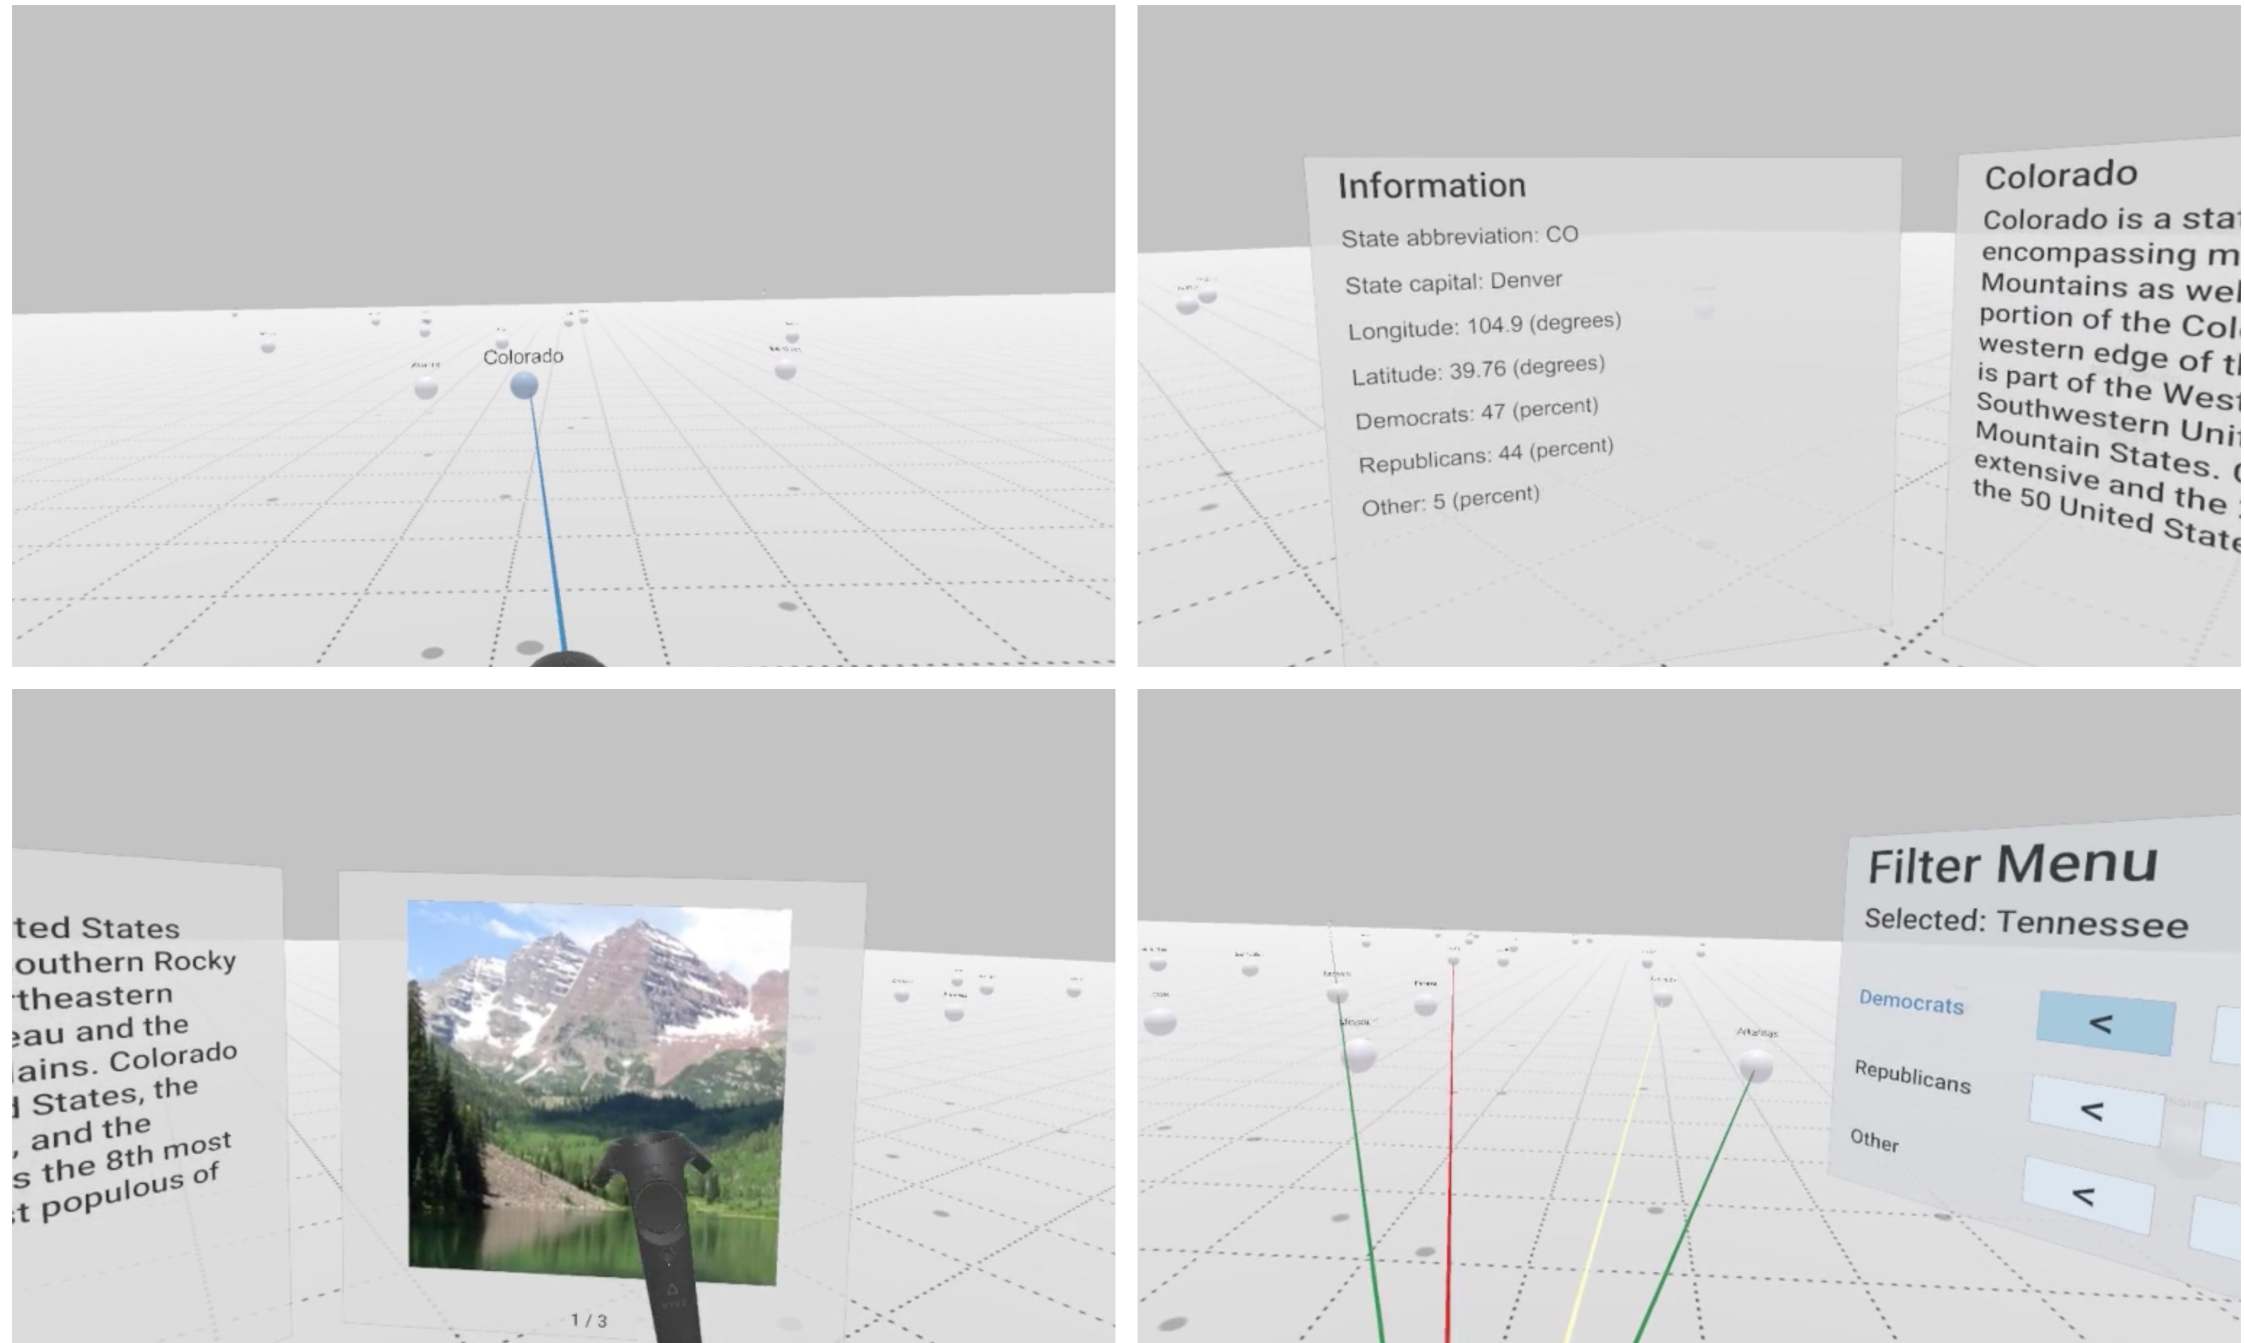 Colorado
Information
State abbreviation: CO
State capital: Denver
Longitude: 104.9 (degrees)
Latitude: 39.76 (degrees)
Democrats: 47 (percent)
Republicans: 44 (percent)
Other: 5 (percent)
Colorado
Colorado is a stat
encompassing m
Mountains as wel
portion of the Col
western edge of t
is part of the West
Southwestern Uni
Mountain States.
extensive and the
the 50 United State
ted States
outhern Rocky
rtheastern
eau and the
ains. Colorado
d States, the
, and the
s the 8th most
st populous of
VIVE
1 / 3
Arkansas
Filter Menu
Selected: Tennessee
Democrats <
Republicans <
Other <